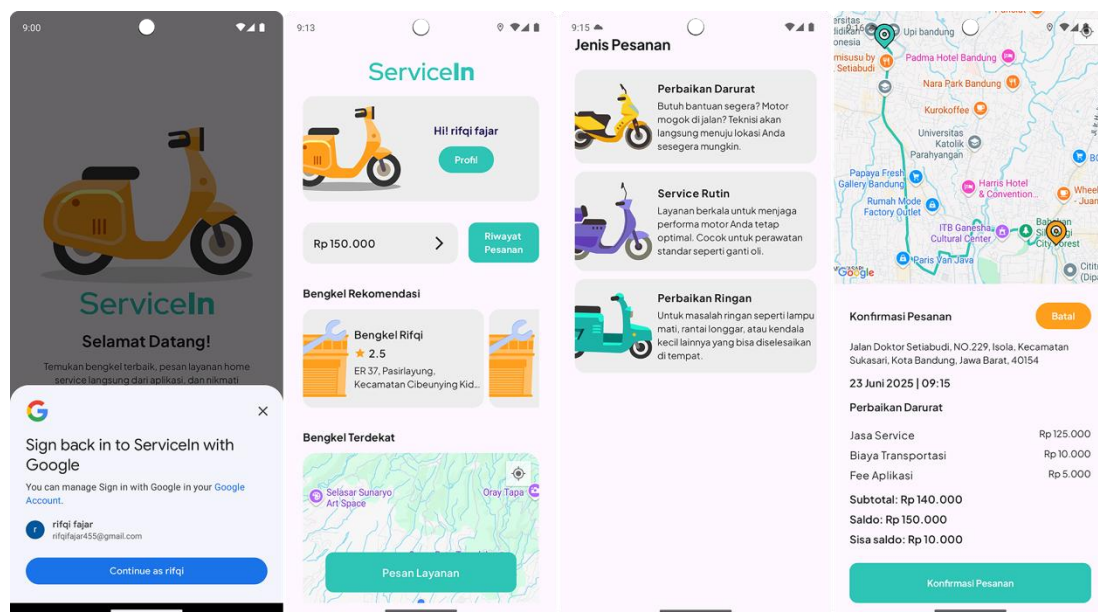 9:00
ServiceIn
Selamat Datang!
Temukan bengkel terbaik, pesan layanan home
service langsung dari aplikasi, dan nikmati
Sign back in to ServiceIn with
Google
You can manage Sign in with Google in your Google
Account.
r
rifqi fajar
rifqifajar455@gmail.com
Continue as rifqi
9:13
ServiceIn
Hi! rifqi fajar
Profil
Rp 150.000
Riwayat
Pesanan
Bengkel Rekomendasi
Bengkel Rifqi
2.5
ER 37, Pasirlayung,
Kecamatan Cibeunying Kid...
Bengkel Terdekat
Selasar Sunaryo
Art Space
Oray Tapa
Pesan Layanan
9:15
Jenis Pesanan
Perbaikan Darurat
Butuh bantuan segera? Motor
mogok di jalan? Teknisi akan
langsung menuju lokasi Anda
sesegera mungkin.
Service Rutin
Layanan berkala untuk menjaga
performa motor Anda tetap
optimal. Cocok untuk perawatan
standar seperti ganti oli.
Perbaikan Ringan
Untuk masalah ringan seperti lampu
mati, rantai longgar, atau kendala
kecil lainnya yang bisa diselesaikan
di tempat.
9:16
Upi bandung
Padma Hotel Bandung
Setiabudi
Nara Park Bandung
Kurokoffee
Universitas
Katolik
Parahyangan
Papaya Fresh
Gallery Bandung
Harris Hotel
& Convention...
Rumah Mode
Factory Outlet
ITB Ganesha
Cultural Center
City Forest
Paris Van Java
Google
Konfirmasi Pesanan
Batal
Jalan Doktor Setiabudi, NO.229, Isola, Kecamatan
Sukasari, Kota Bandung, Jawa Barat, 40154
23 Juni 2025 | 09:15
Perbaikan Darurat
Jasa Service Rp 125.000
Biaya Transportasi Rp 10.000
Fee Aplikasi Rp 5.000
Subtotal: Rp 140.000
Saldo: Rp 150.000
Sisa saldo: Rp 10.000
Konfirmasi Pesanan